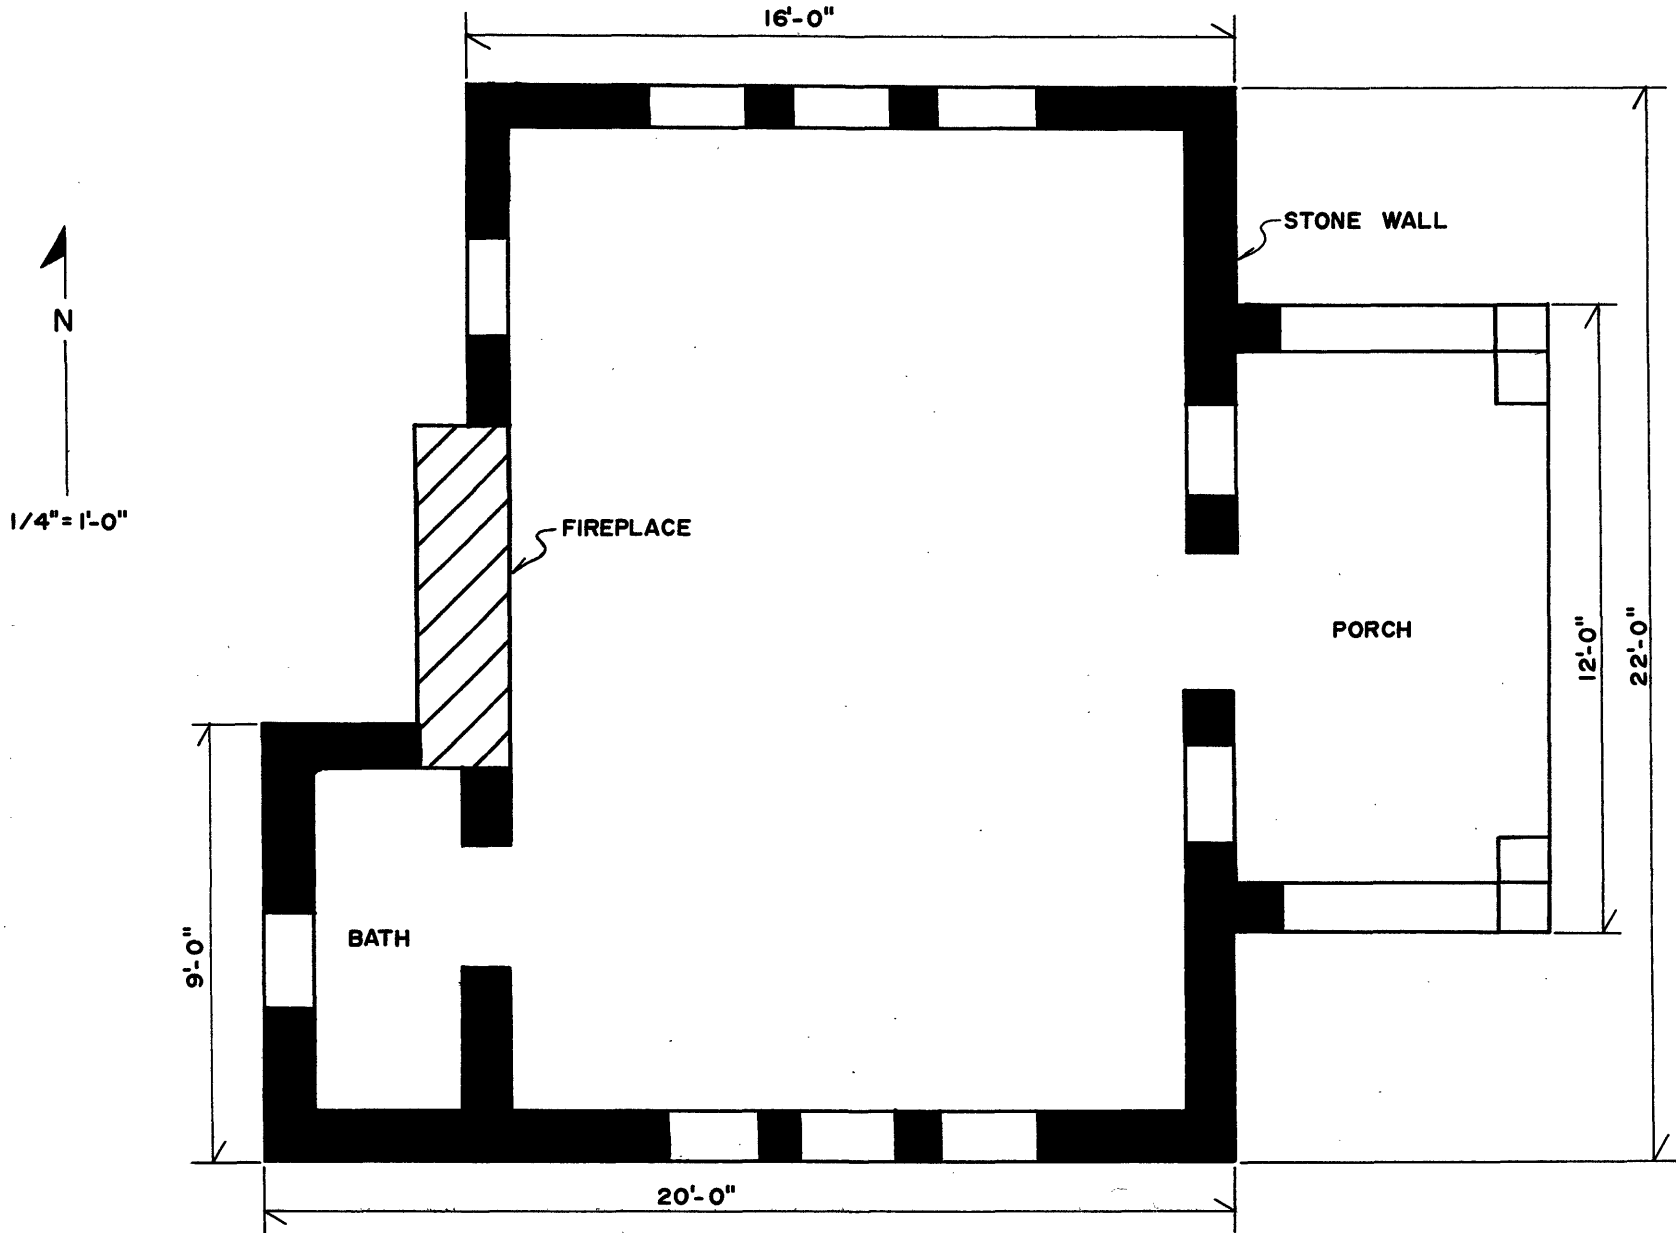 16'-0"
STONE WALL
N
1/4"=1'-0"
FIREPLACE
PORCH
12'-0"
22'-0"
BATH
9'-0"
20'-0"